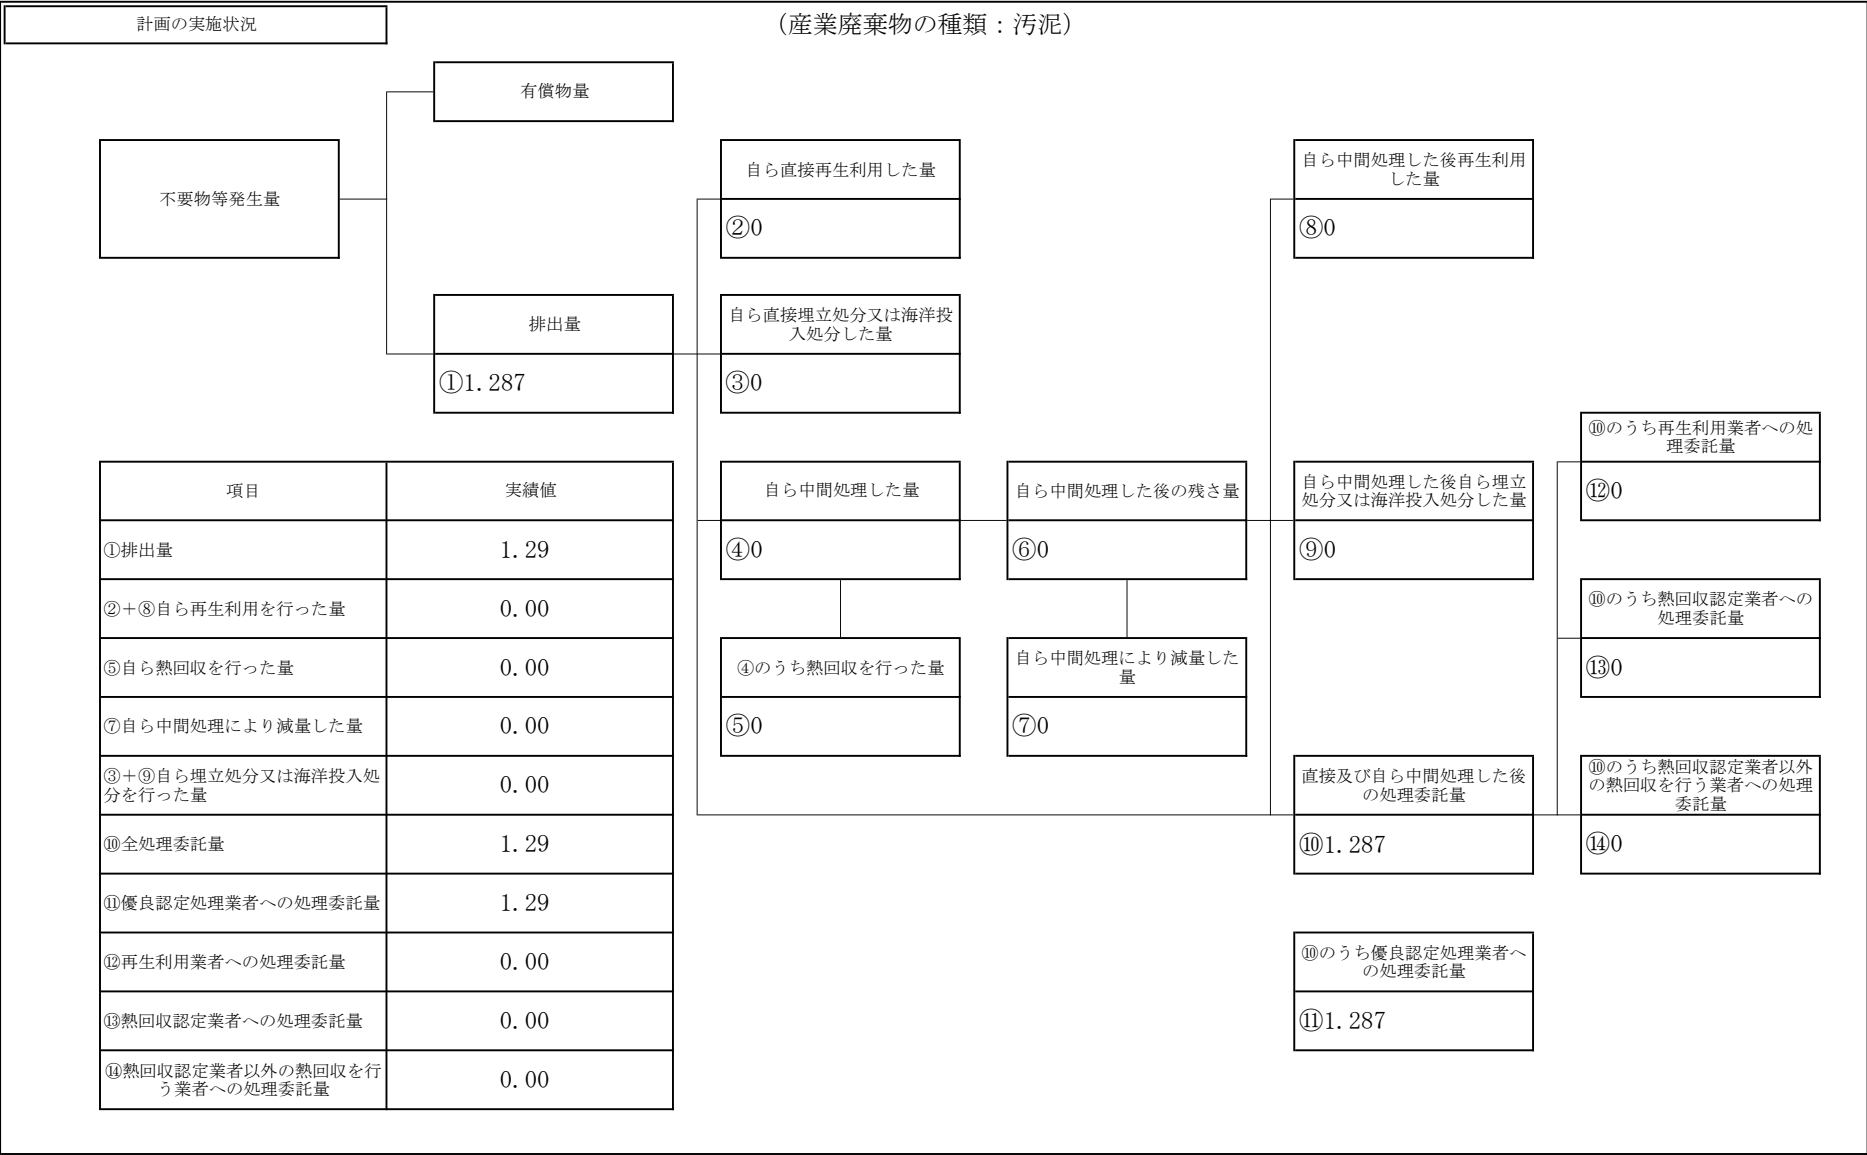 計画の実施状況
（産業廃棄物の種類：汚泥）
有償物量
不要物等発生量
自ら直接再生利用した量
②0
自ら中間処理した後再生利用
した量
⑧0
排出量
①1.287
自ら直接埋立処分又は海洋投
入処分した量
③0
⑩のうち再生利用業者への処
理委託量
⑫0
自ら中間処理した量
④0
自ら中間処理した後の残さ量
⑥0
自ら中間処理した後自ら埋立
処分又は海洋投入処分した量
⑨0
⑩のうち熱回収認定業者への
処理委託量
⑬0
④のうち熱回収を行った量
⑤0
自ら中間処理により減量した
量
⑦0
直接及び自ら中間処理した後
の処理委託量
⑩1.287
⑩のうち熱回収認定業者以外
の熱回収を行う業者への処理
委託量
⑭0
⑩のうち優良認定処理業者へ
の処理委託量
⑪1.287
項目 実績値
①排出量 1.29
②＋⑧自ら再生利用を行った量 0.00
⑤自ら熱回収を行った量 0.00
⑦自ら中間処理により減量した量 0.00
③＋⑨自ら埋立処分又は海洋投入処
分を行った量 0.00
⑩全処理委託量 1.29
⑪優良認定処理業者への処理委託量 1.29
⑫再生利用業者への処理委託量 0.00
⑬熱回収認定業者への処理委託量 0.00
⑭熱回収認定業者以外の熱回収を行
う業者への処理委託量 0.00